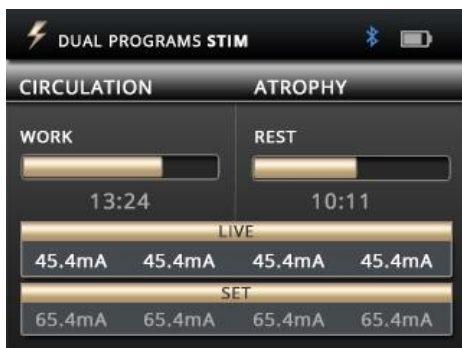 DUAL PROGRAMS STIM
CIRCULATION ATROPHY
WORK REST
13:24 10:11
LIVE
45.4mA 45.4mA 45.4mA 45.4mA
SET
65.4mA 65.4mA 65.4mA 65.4mA